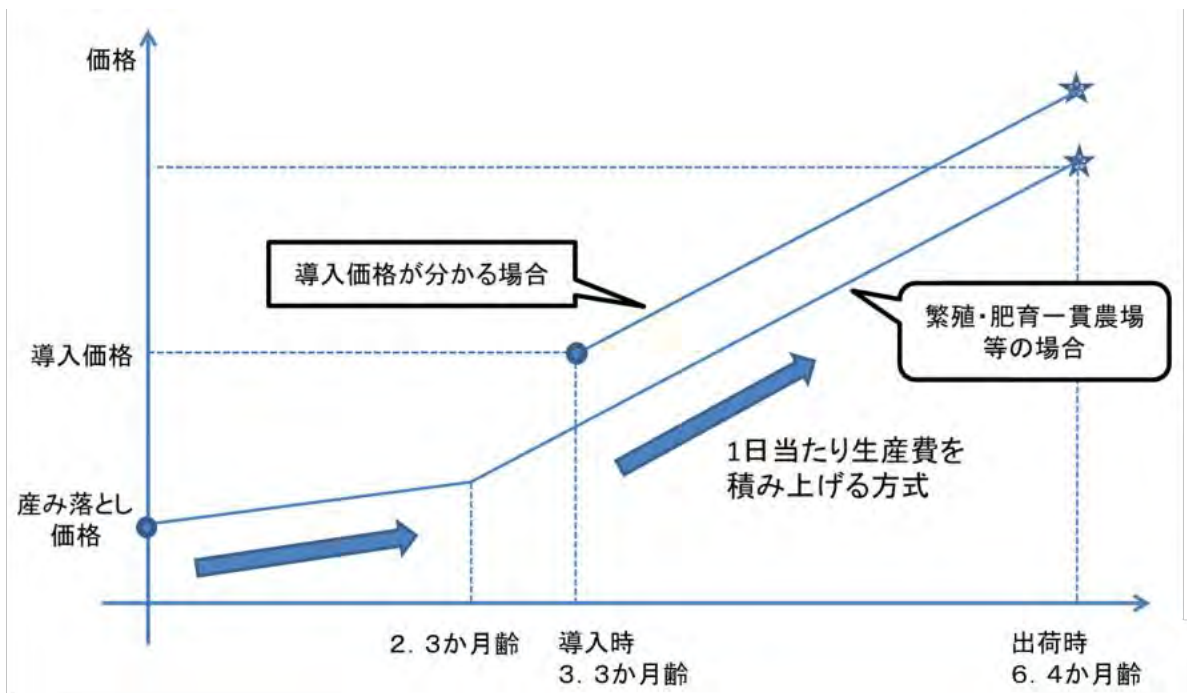 価格
導入価格が分かる場合
繁殖・肥育一貫農場
等の場合
導入価格
1日当たり生産費を
積み上げる方式
産み落とし
価格
2．3か月齢
導入時
3．3か月齢
出荷時
6．4か月齢